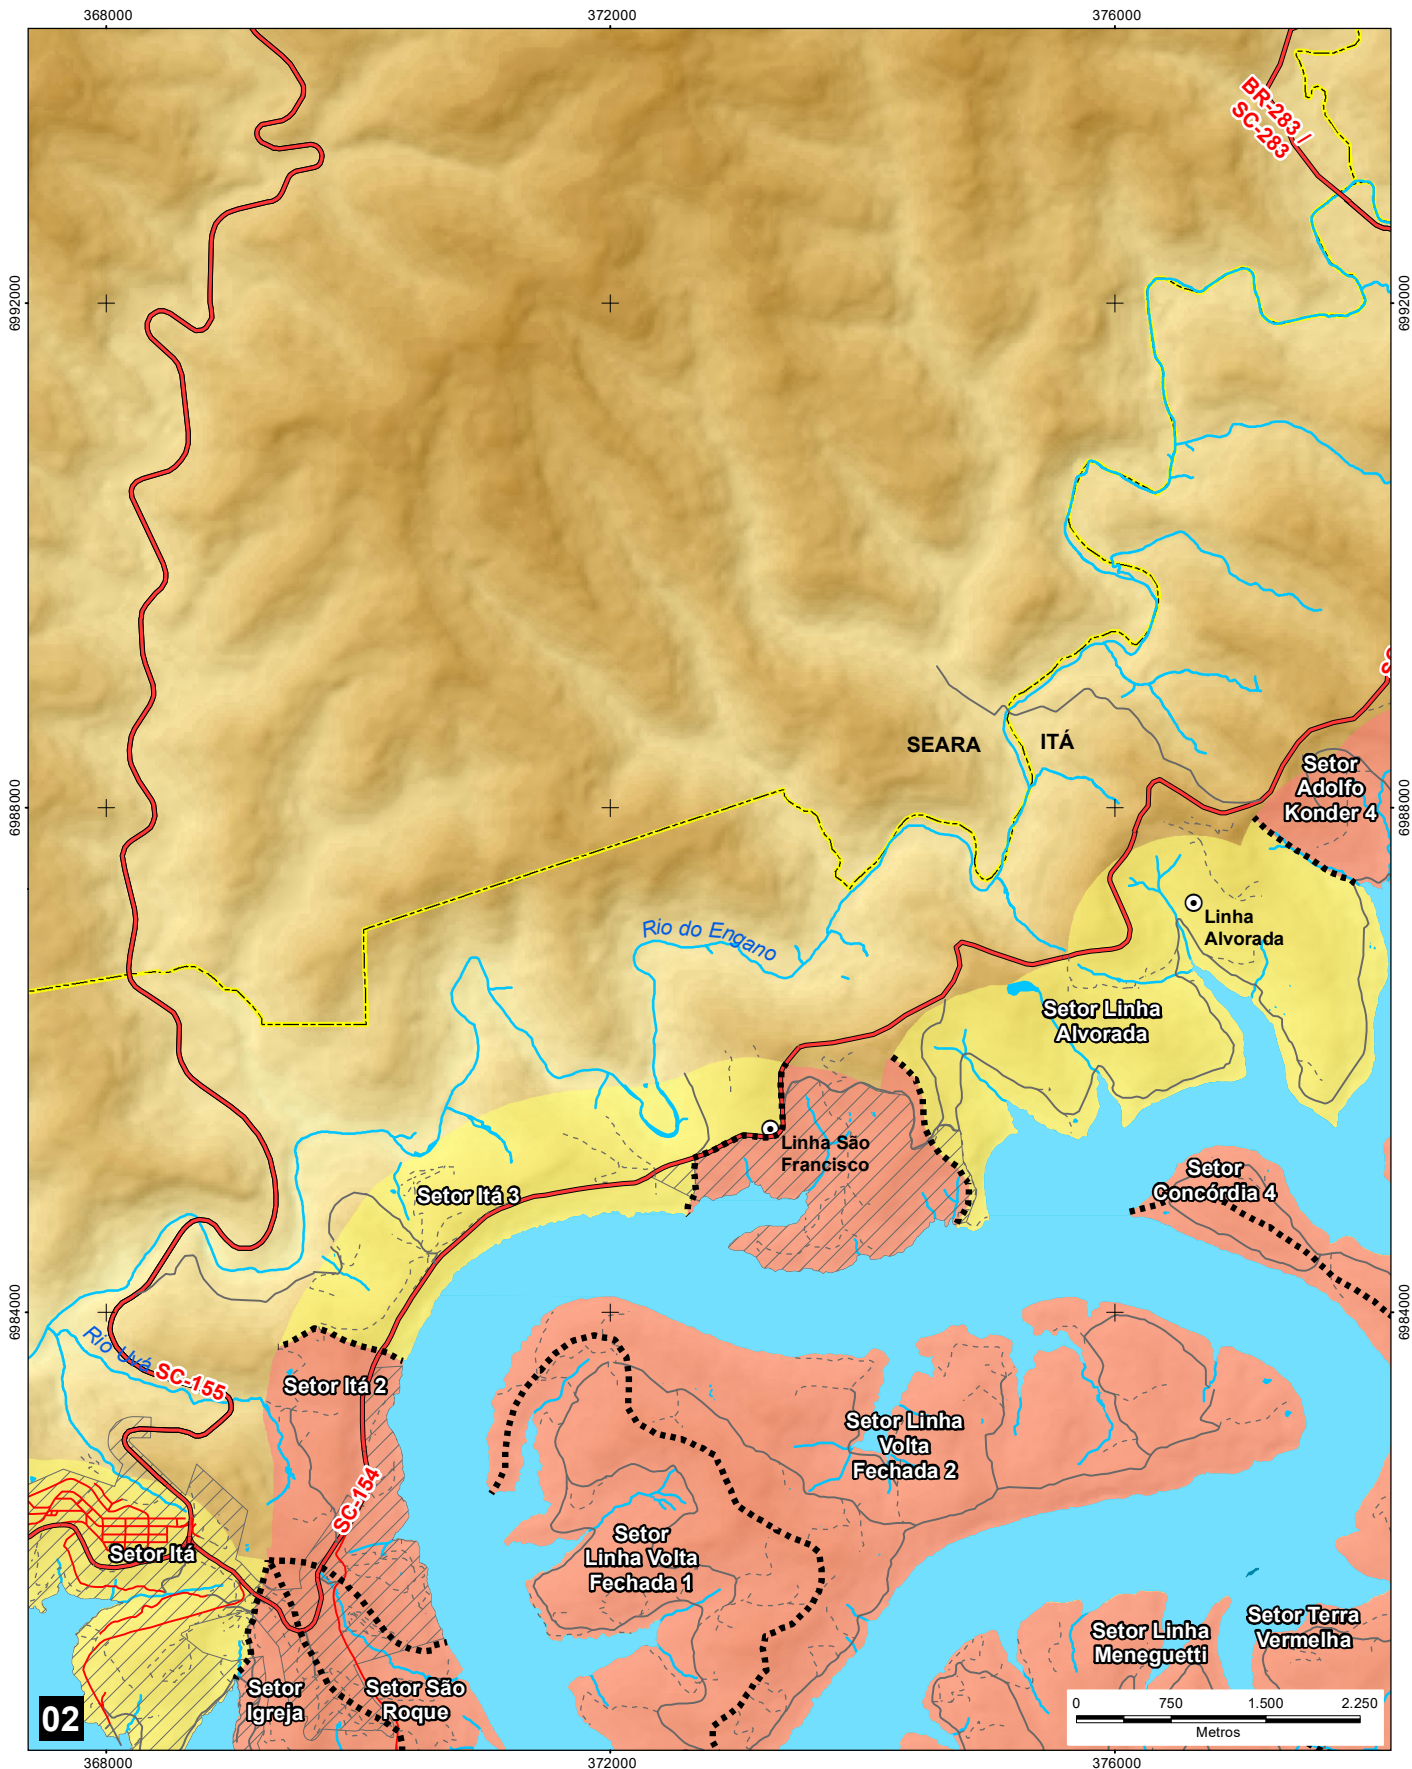 368000
372000
376000
BR-283 /
SC-283
6992000
6992000
SEARA
ITÁ
Setor
Adolfo
Konder 4
6988000
6988000
Linha
Alvorada
Rio do Engano
Setor Linha
Alvorada
Linha São
Francisco
Setor
Concórdia 4
Setor Itá 3
6984000
6984000
Rio Uvá
SC-155
Setor Itá 2
Setor Linha
Volta
Fechada 2
SC-154
Setor Itá
Setor
Linha Volta
Fechada 1
Setor Linha
Meneguetti
Setor Terra
Vermelha
Setor
Igreja
Setor São
Roque
02
0 750 1.500 2.250
Metros
368000
372000
376000